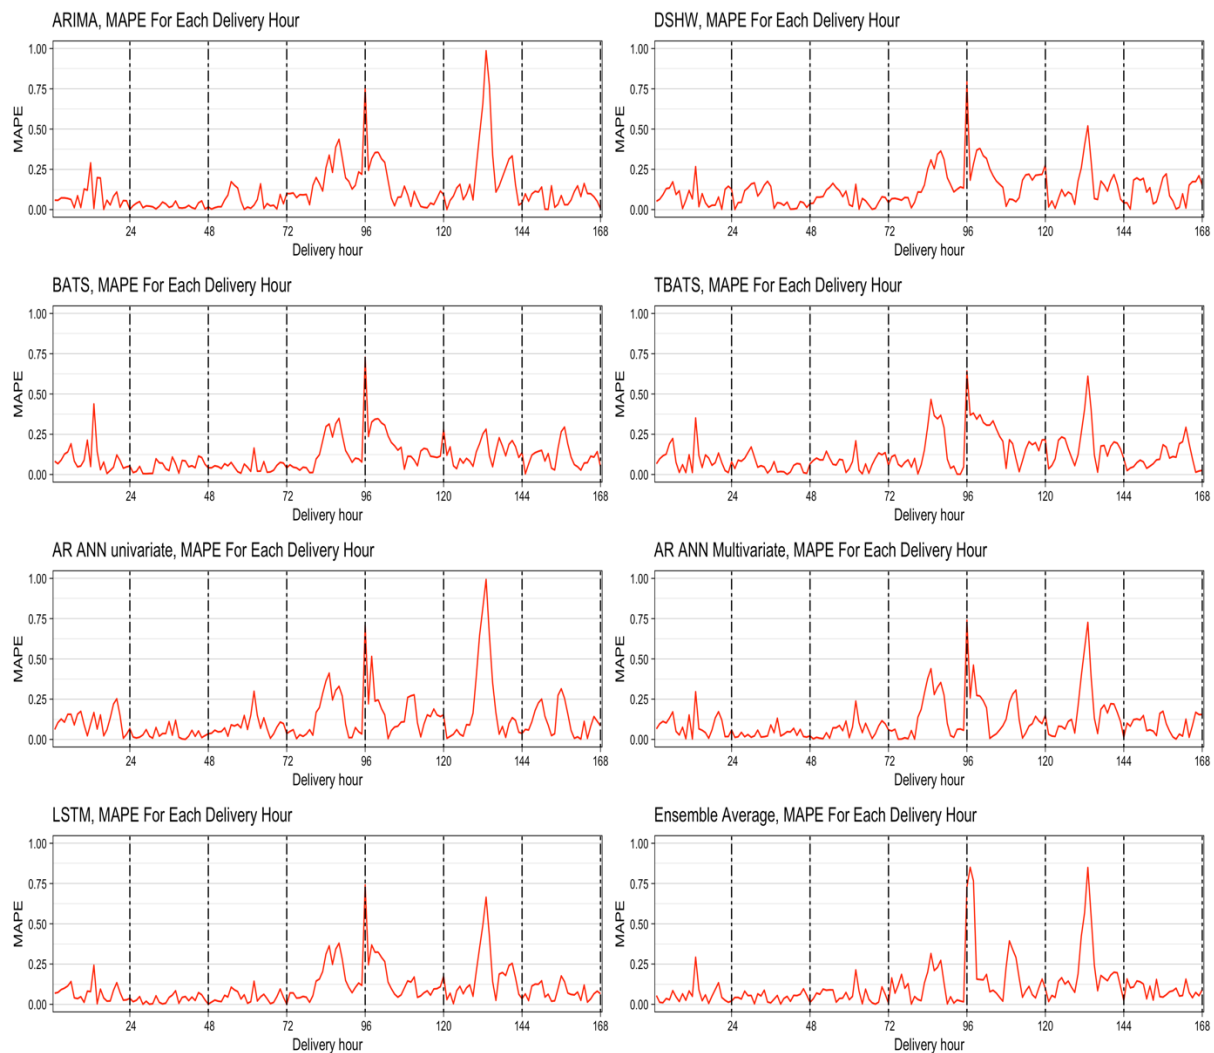 ARIMA, MAPE For Each Delivery Hour
MAPE
1.00
0.75
0.50
0.25
0.00
24 48 72 96 120 144 168
Delivery hour
DSHW, MAPE For Each Delivery Hour
MAPE
1.00
0.75
0.50
0.25
0.00
24 48 72 96 120 144 168
Delivery hour
BATS, MAPE For Each Delivery Hour
MAPE
1.00
0.75
0.50
0.25
0.00
24 48 72 96 120 144 168
Delivery hour
TBATS, MAPE For Each Delivery Hour
MAPE
1.00
0.75
0.50
0.25
0.00
24 48 72 96 120 144 168
Delivery hour
AR ANN univariate, MAPE For Each Delivery Hour
MAPE
1.00
0.75
0.50
0.25
0.00
24 48 72 96 120 144 168
Delivery hour
AR ANN Multivariate, MAPE For Each Delivery Hour
MAPE
1.00
0.75
0.50
0.25
0.00
24 48 72 96 120 144 168
Delivery hour
LSTM, MAPE For Each Delivery Hour
MAPE
1.00
0.75
0.50
0.25
0.00
24 48 72 96 120 144 168
Delivery hour
Ensemble Average, MAPE For Each Delivery Hour
MAPE
1.00
0.75
0.50
0.25
0.00
24 48 72 96 120 144 168
Delivery hour